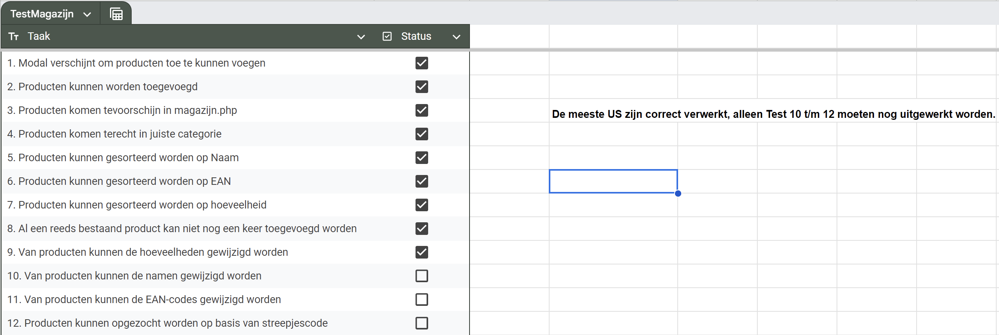 TestMagazijn
Taak Status
1. Modal verschijnt om producten toe te kunnen voegen
2. Producten kunnen worden toegevoegd
3. Producten komen tevoorschijn in magazijn.php
De meeste US zijn correct verwerkt, alleen Test 10 t/m 12 moeten nog uitgewerkt worden.
4. Producten komen terecht in juiste categorie
5. Producten kunnen gesorteerd worden op Naam
6. Producten kunnen gesorteerd worden op EAN
7. Producten kunnen gesorteerd worden op hoeveelheid
8. Al een reeds bestaand product kan niet nog een keer toegevoegd worden
9. Van producten kunnen de hoeveelheden gewijzigd worden
10. Van producten kunnen de namen gewijzigd worden
11. Van producten kunnen de EAN-codes gewijzigd worden
12. Producten kunnen opgezocht worden op basis van streepjescode